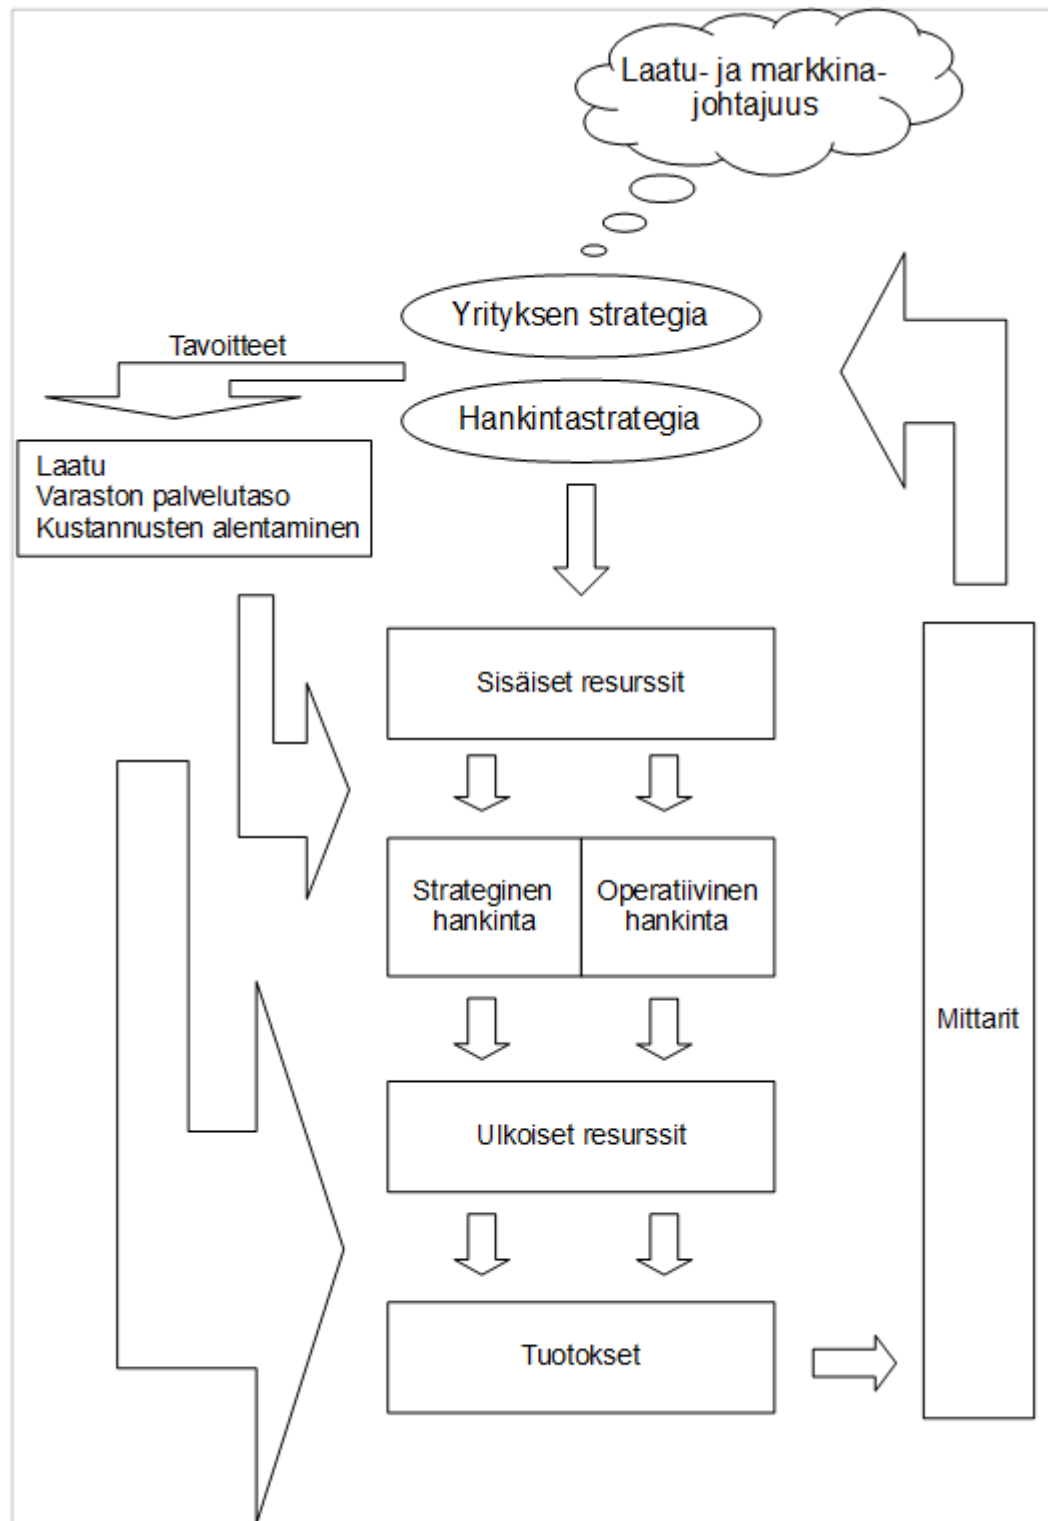 Laatu- ja markkina-
johtajuus
Yrityksen strategia
Tavoitteet
Hankintastrategia
Laatu
Varaston palvelutaso
Kustannusten alentaminen
Sisäiset resurssit
Strateginen
hankinta
Operatiivinen
hankinta
Mittarit
Ulkoiset resurssit
Tuotokset